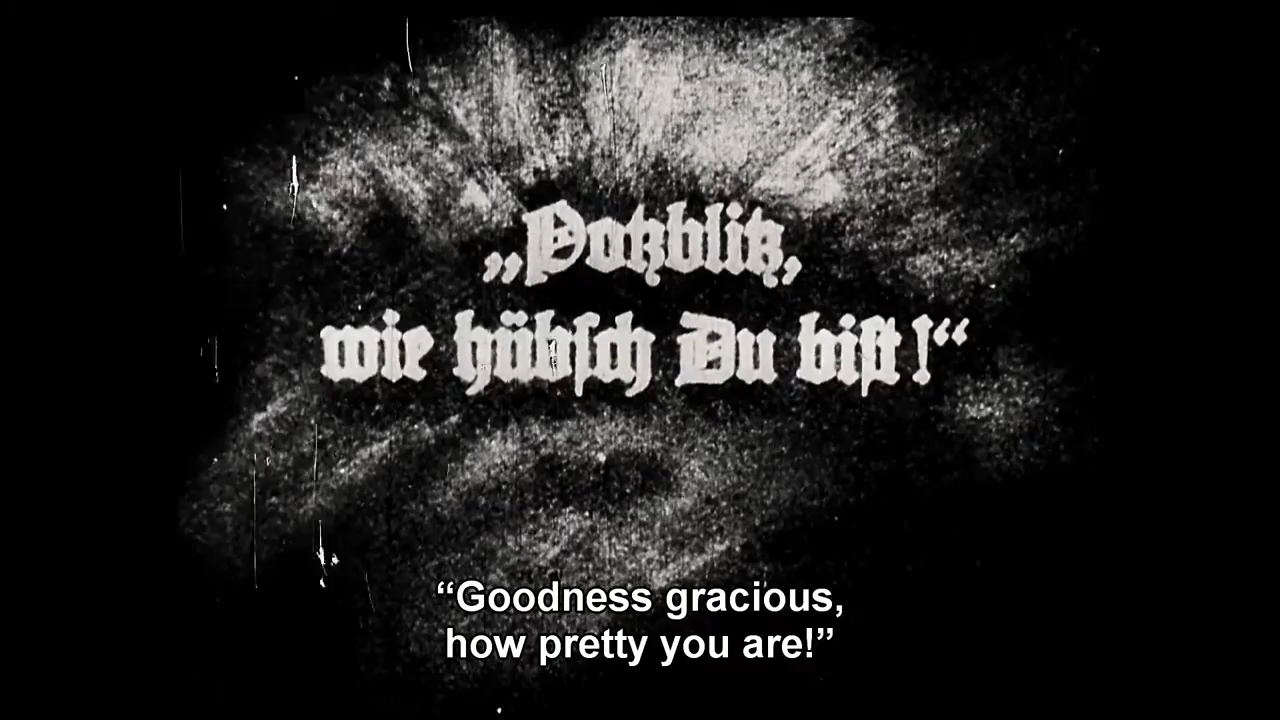 „Potzblitz,
wie hübſch Du biſt!“
“Goodness gracious,
how pretty you are!”